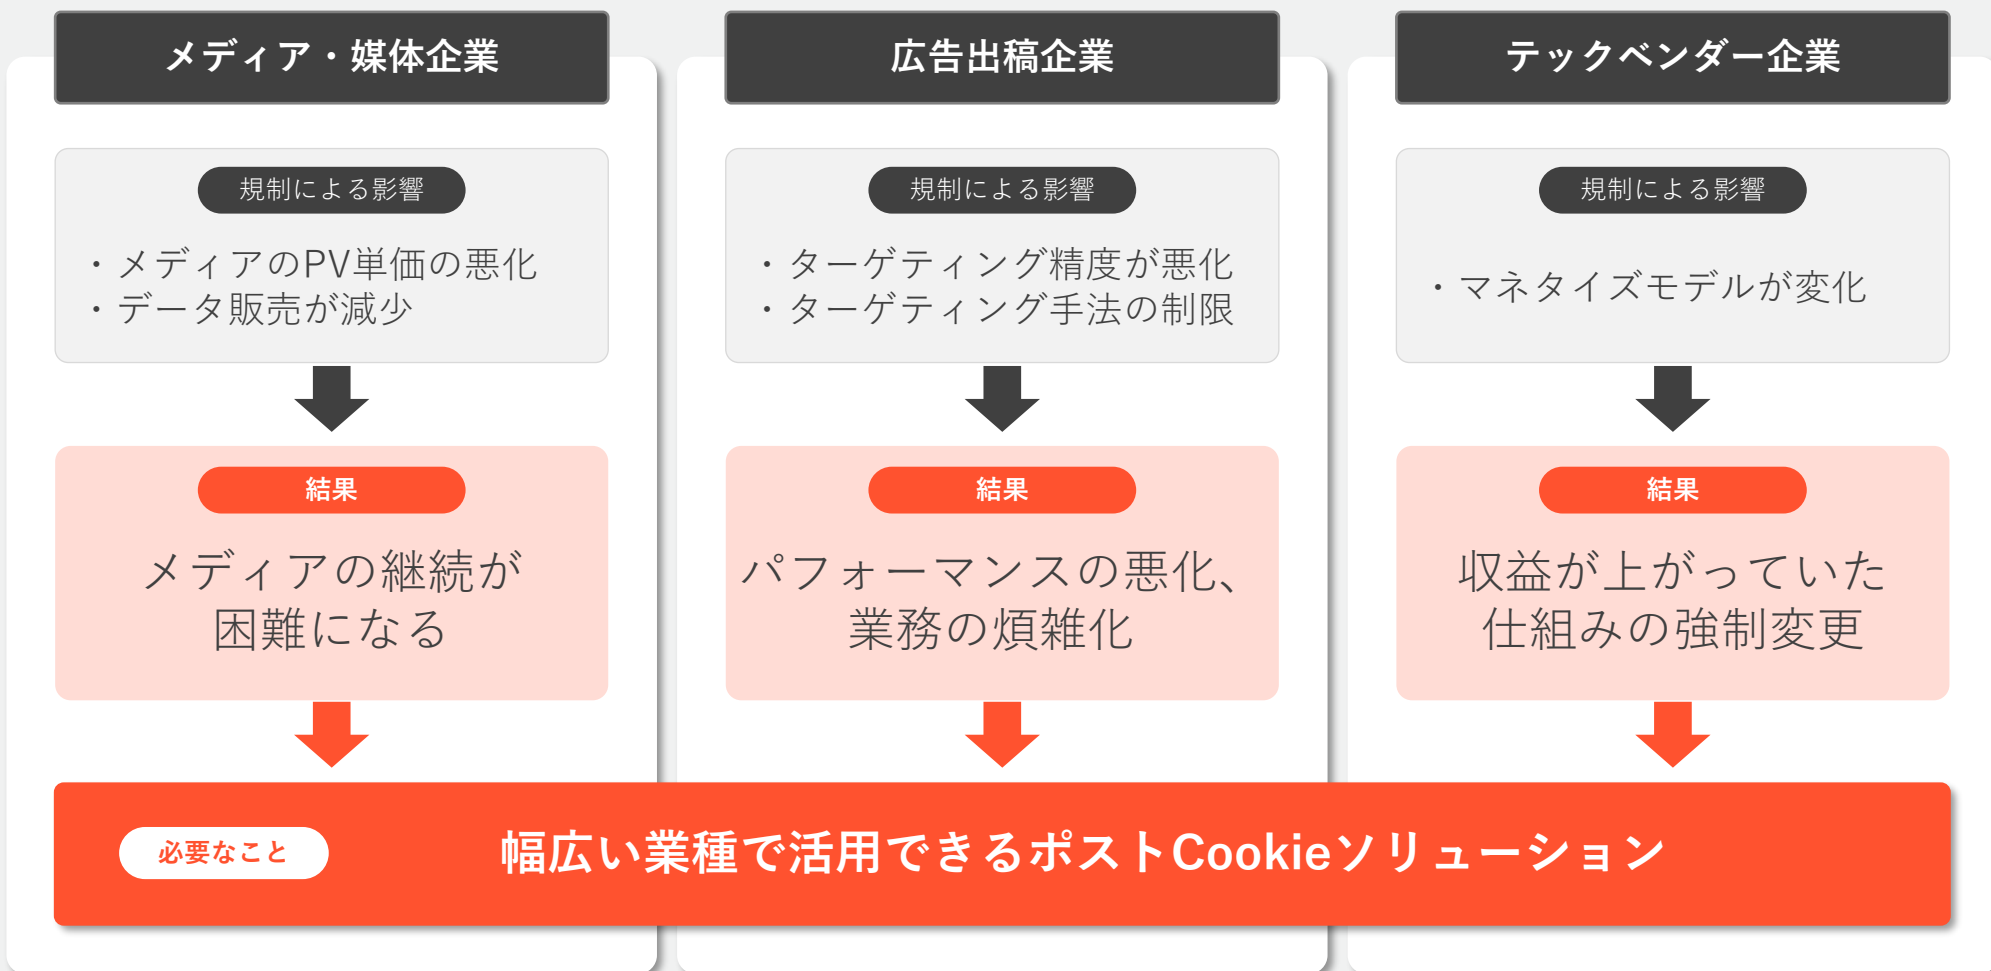 メディア・媒体企業
規制による影響
・メディアのPV単価の悪化
・データ販売が減少
結果
メディアの継続が
困難になる
広告出稿企業
規制による影響
・ターゲティング精度が悪化
・ターゲティング手法の制限
結果
パフォーマンスの悪化、
業務の煩雑化
テックベンダー企業
規制による影響
・マネタイズモデルが変化
結果
収益が上がっていた
仕組みの強制変更
必要なこと
幅広い業種で活用できるポストCookieソリューション